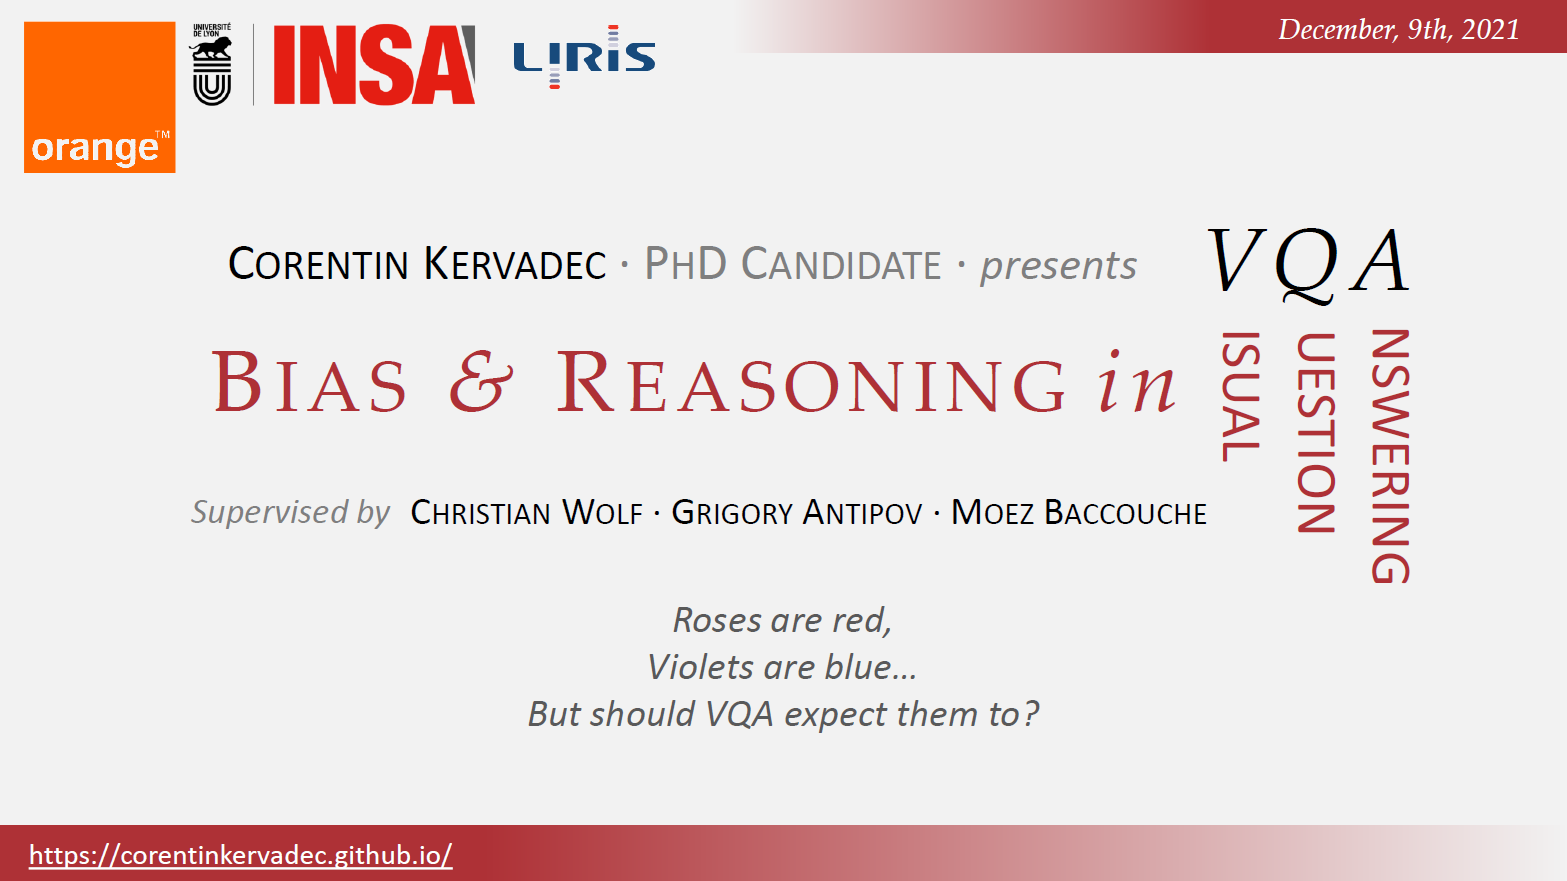 December, 9th, 2021
UNIVERSITÉ
DE LYON
INSA
LIRIS
orange™
CORENTIN KERVADEC · PHD CANDIDATE · presents
VQA
BIAS & REASONING in
ISUAL
UESTION
NSWERING
Supervised by CHRISTIAN WOLF · GRIGORY ANTIPOV · MOEZ BACCOUCHE
Roses are red,
Violets are blue...
But should VQA expect them to?
https://corentinkervadec.github.io/